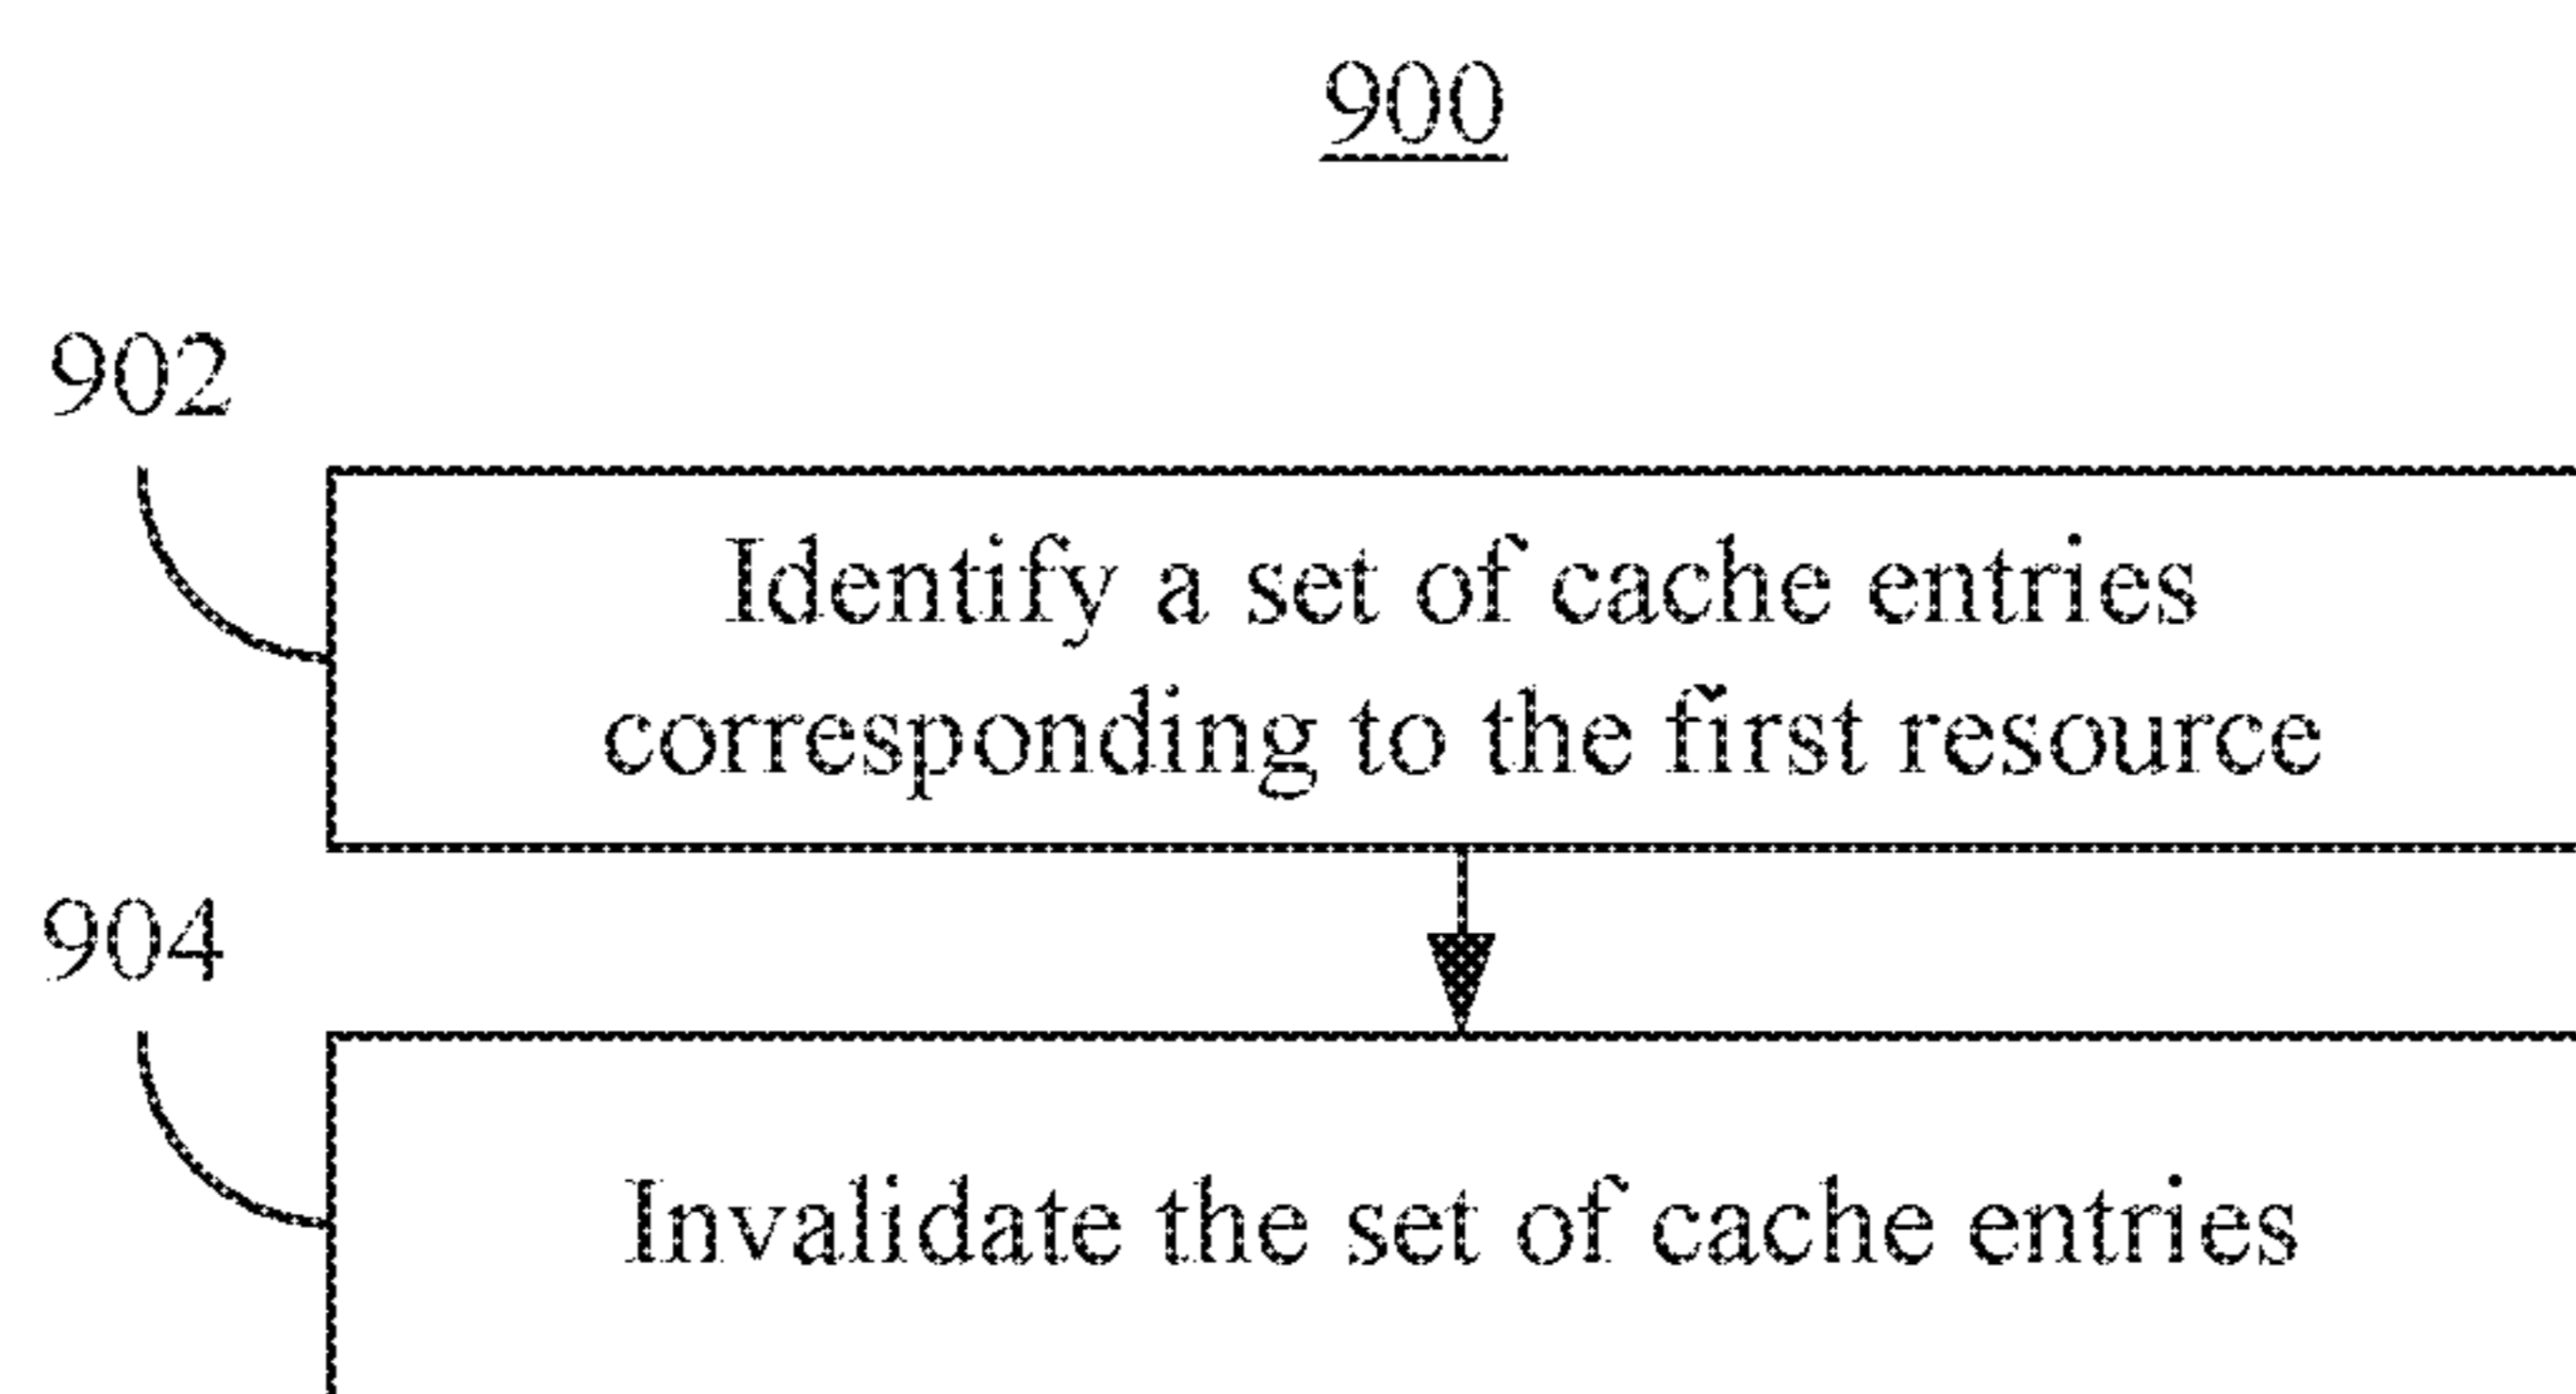 900
902
Identify a set of cache entries
corresponding to the first resource
904
Invalidate the set of cache entries